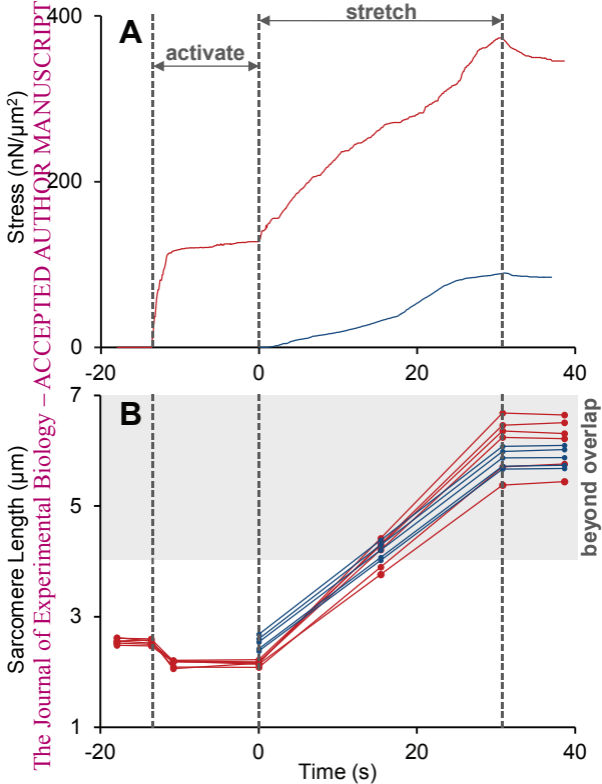 The Journal of Experimental Biology – ACCEPTED AUTHOR MANUSCRIPT
A
stretch
activate
Stress (nN/μm²)
400
200
0
-20
0
20
40
B
beyond overlap
Sarcomere Length (μm)
7
5
3
1
-20
0
20
40
Time (s)